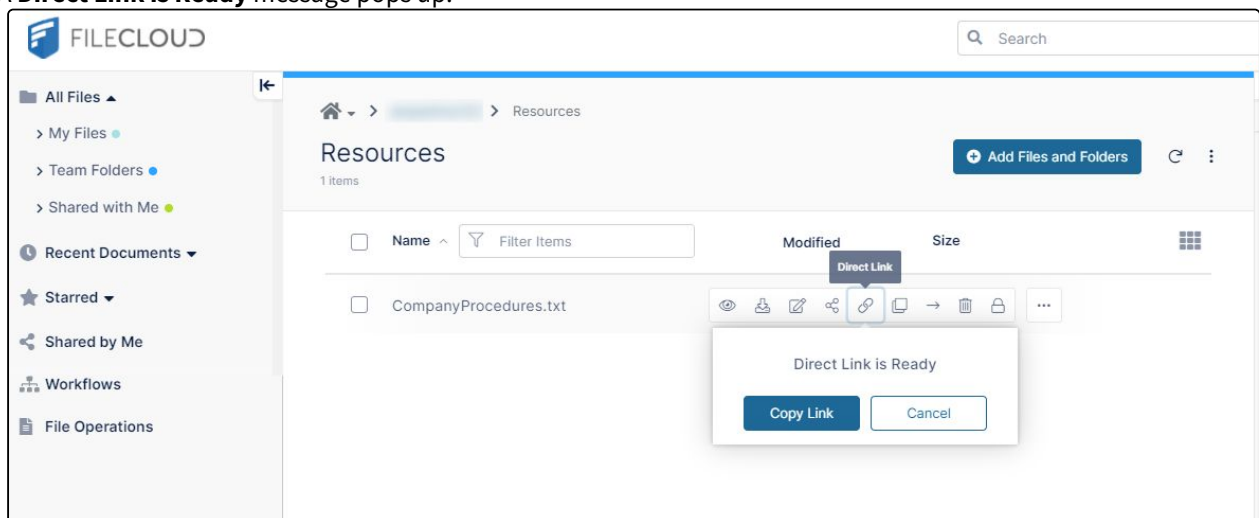 Direct Link is Ready message pops up.
FILECLOUD
Search
All Files
My Files
Team Folders
Shared with Me
Recent Documents
Starred
Shared by Me
Workflows
File Operations
Resources
Resources
1 items
Add Files and Folders
Name
Filter Items
Modified
Size
Direct Link
CompanyProcedures.txt
Direct Link is Ready
Copy Link
Cancel